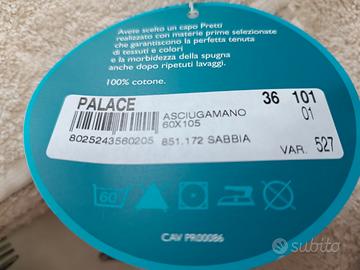 Avete scelto un capo Pretti
realizzato con materie prime selezionate
che garantiscono la perfetta tenuta
di tessuti e colori
e la morbidezza della spugna
anche dopo ripetuti lavaggi.
100% cotone.
PALACE
36 101
ASCIUGAMANO
60X105
01
8025243560205
851.172 SABBIA
VAR. 527
60
CAV PR00086
subito